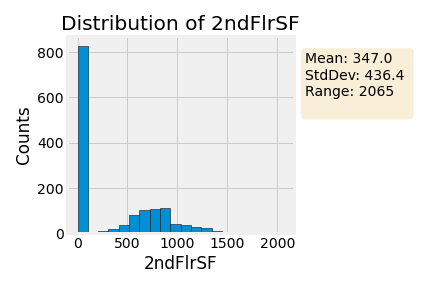 Distribution of 2ndFlrSF
Mean: 347.0
StdDev: 436.4
Range: 2065
Counts
800
600
400
200
0
0 500 1000 1500 2000
2ndFlrSF